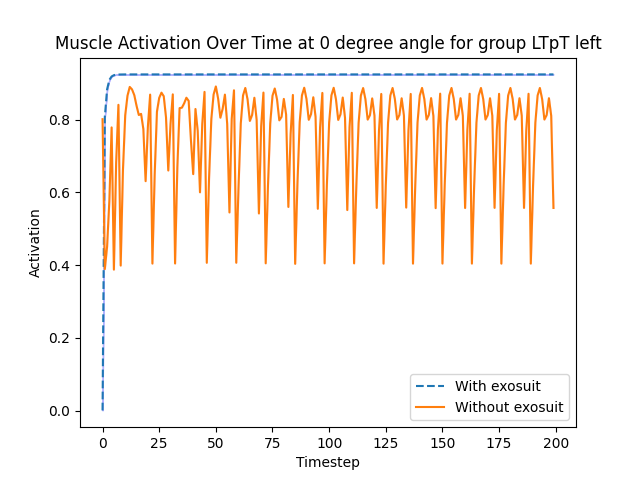 Muscle Activation Over Time at 0 degree angle for group LTpT left
Activation
0.8
0.6
0.4
0.2
0.0
With exosuit
Without exosuit
0 25 50 75 100 125 150 175 200
Timestep